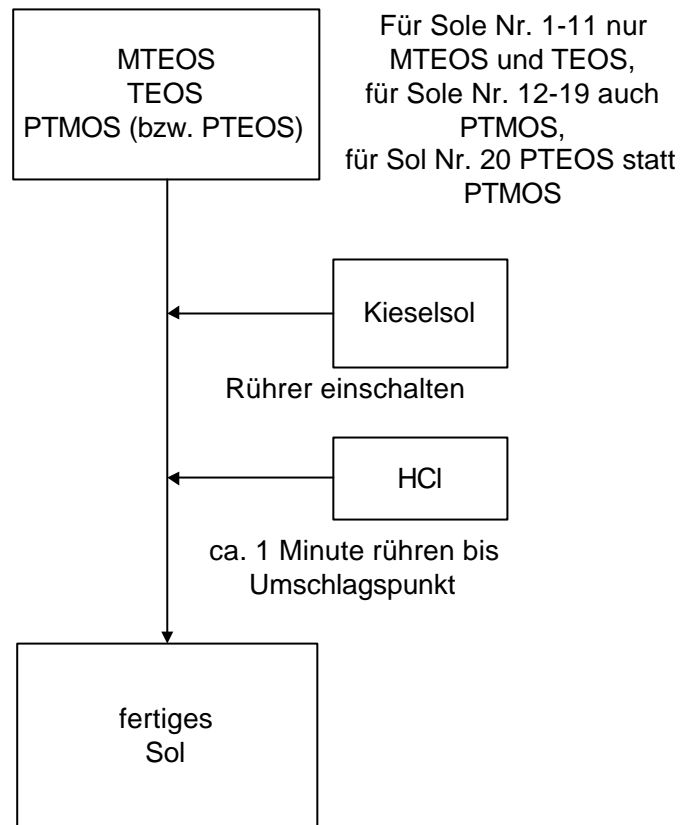 MTEOS
TEOS
PTMOS (bzw. PTEOS)
Für Sole Nr. 1-11 nur
MTEOS und TEOS,
für Sole Nr. 12-19 auch
PTMOS,
für Sol Nr. 20 PTEOS statt
PTMOS
Kieselsol
Rührer einschalten
HCl
ca. 1 Minute rühren bis
Umschlagspunkt
fertiges
Sol